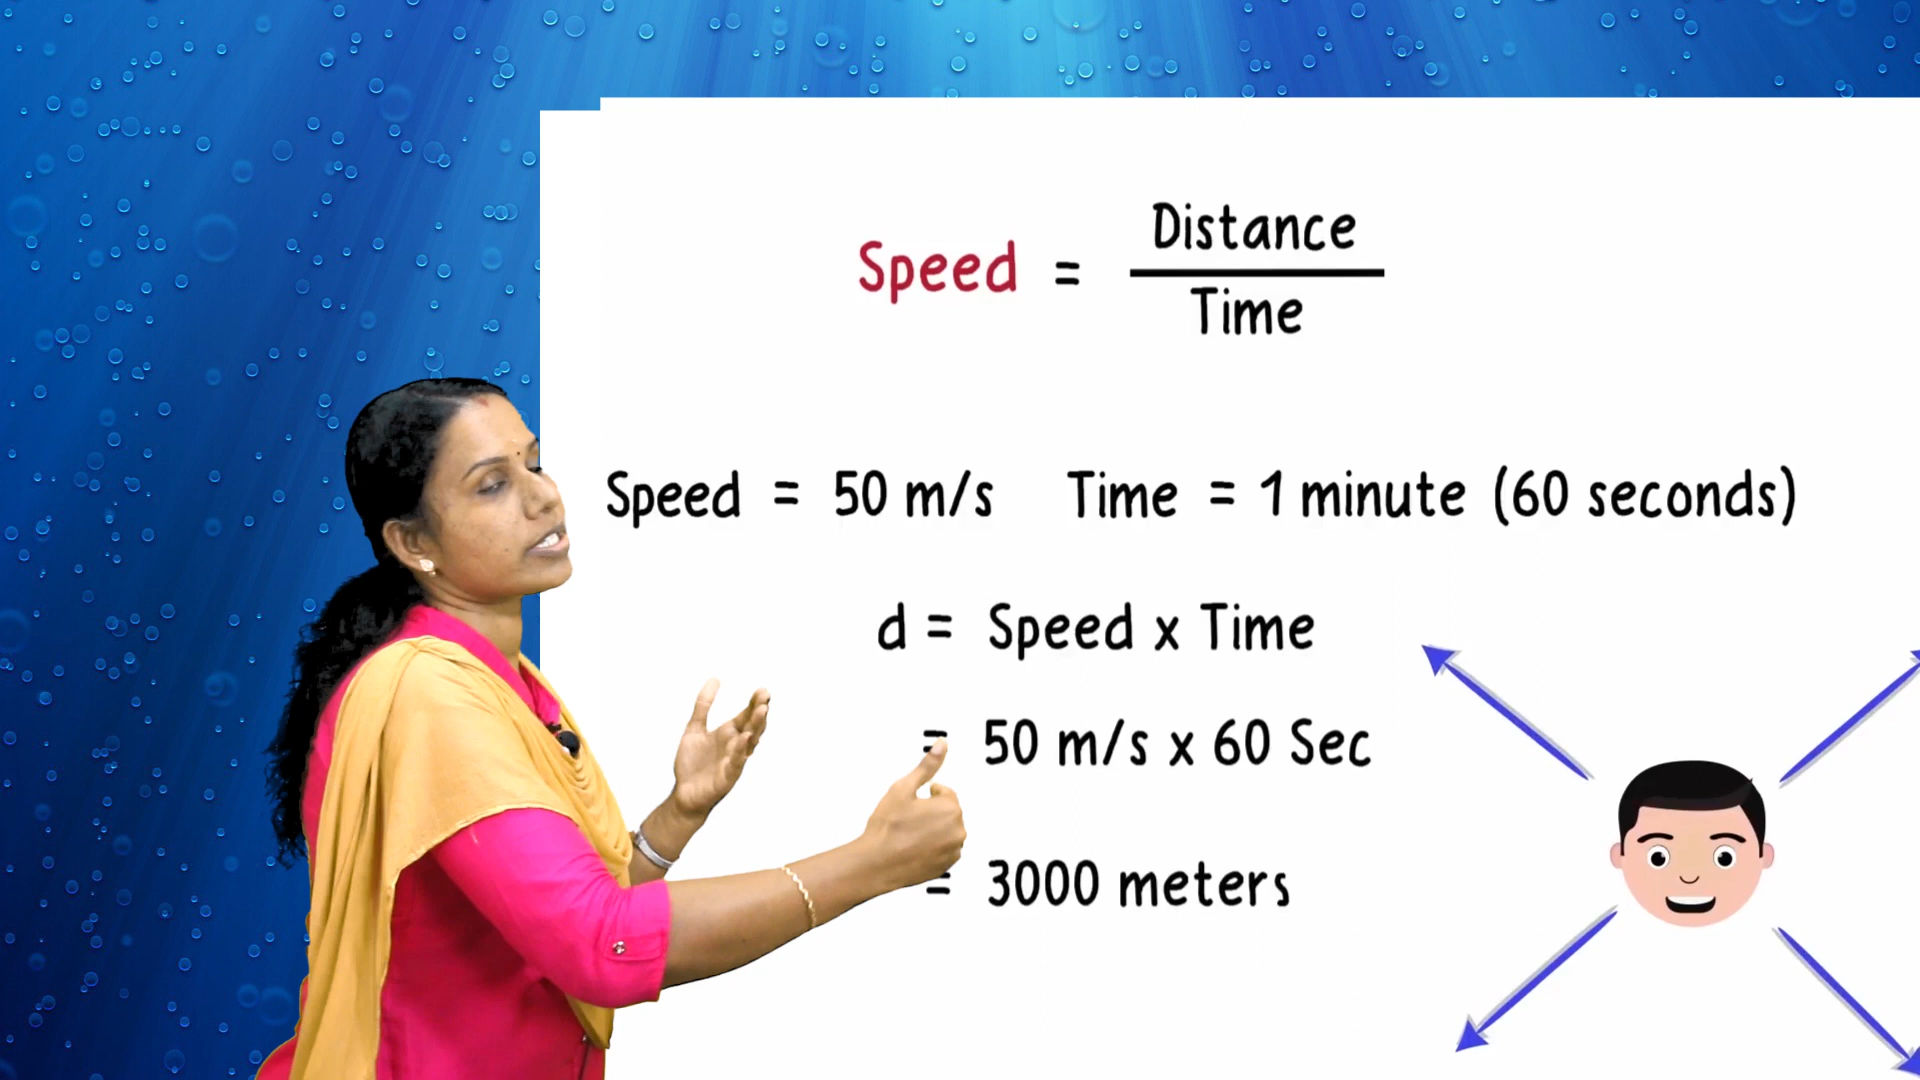 Speed = Distance
Time
Speed = 50 m/s Time = 1 minute (60 seconds)
d = Speed x Time
= 50 m/s x 60 Sec
= 3000 meters